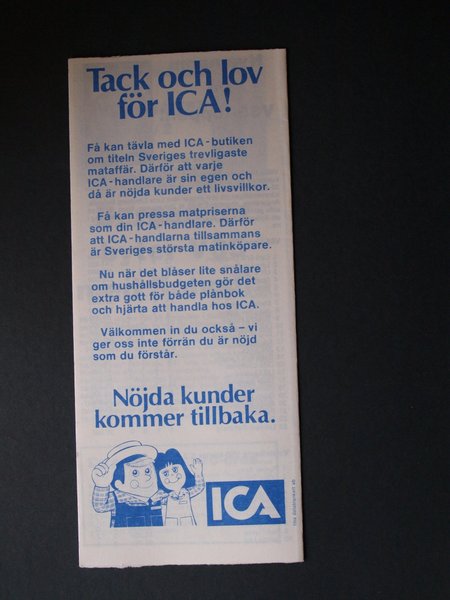 Tack och lov
för ICA!
Få kan tävla med ICA-butiken
om titeln Sveriges trevligaste
mataffär. Därför att varje
ICA-handlare är sin egen och
då är nöjda kunder ett livsvillkor.
Få kan pressa matpriserna
som din ICA-handlare. Därför
att ICA-handlarna tillsammans
är Sveriges största matinköpare.
Nu när det blåser lite snålare
om hushållsbudgeten gör det
extra gott för både plånbok
och hjärta att handla hos ICA.
Välkommen in du också – vi
ger oss inte förrän du är nöjd
som du förstår.
Nöjda kunder
kommer tillbaka.
ICA